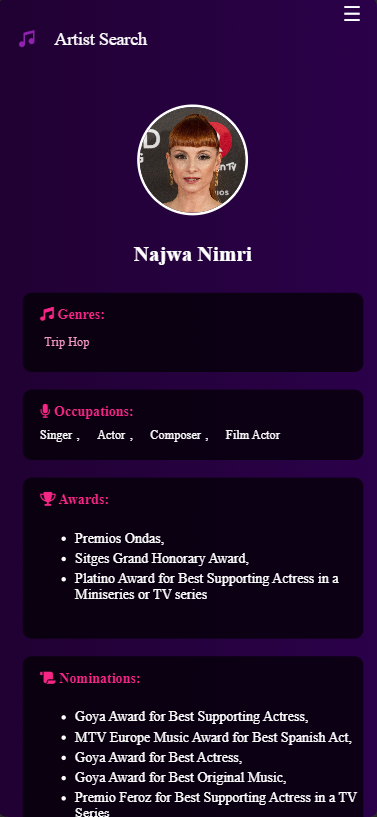 Artist Search
Najwa Nimri
Genres:
Trip Hop
Occupations:
Singer , Actor , Composer , Film Actor
Awards:
• Premios Ondas,
• Sitges Grand Honorary Award,
• Platino Award for Best Supporting Actress in a
Miniseries or TV series
Nominations:
• Goya Award for Best Supporting Actress,
• MTV Europe Music Award for Best Spanish Act,
• Goya Award for Best Actress,
• Goya Award for Best Original Music,
• Premio Feroz for Best Supporting Actress in a TV
Series